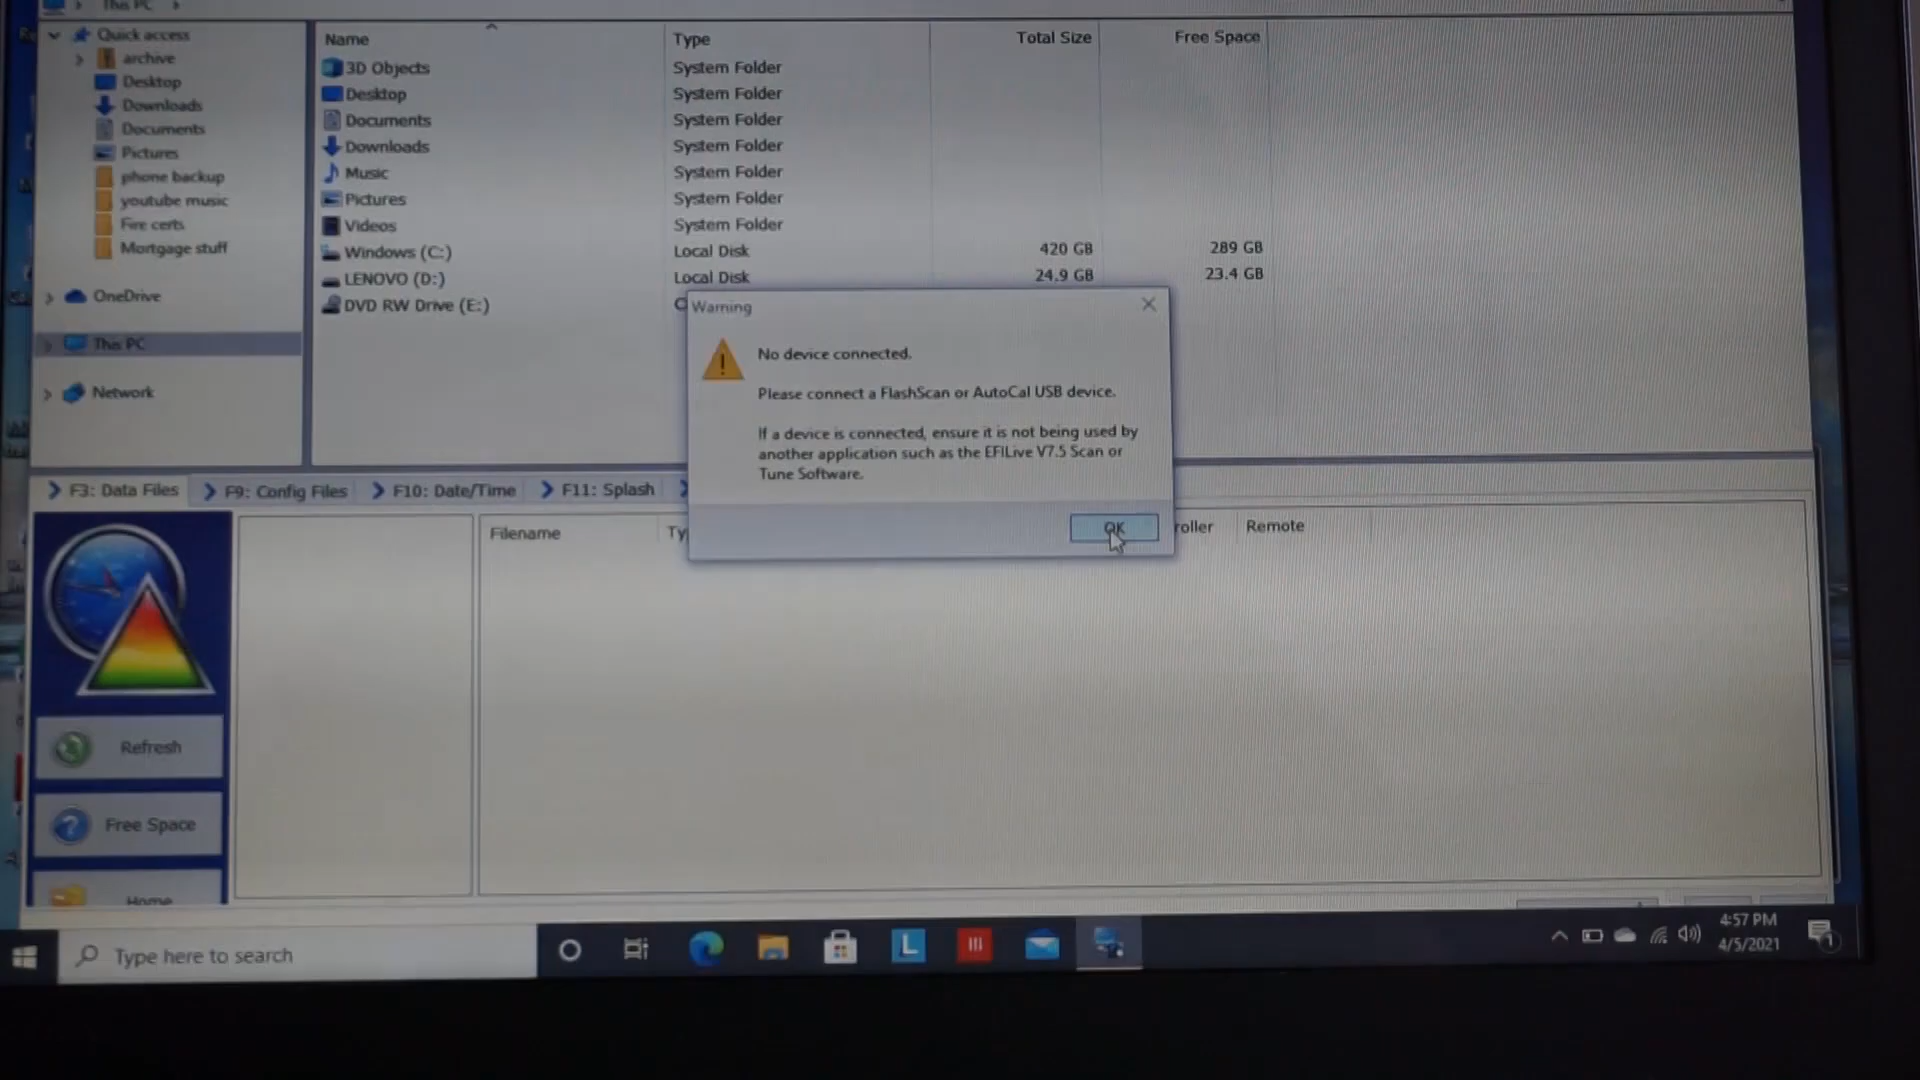 This PC
Quick access
archive
Desktop
Downloads
Documents
Pictures
phone backup
youtube music
Fire certs
Mortgage stuff
OneDrive
This PC
Network
Name Type Total Size Free Space
3D Objects System Folder
Desktop System Folder
Documents System Folder
Downloads System Folder
Music System Folder
Pictures System Folder
Videos System Folder
Windows (C:) Local Disk 420 GB 289 GB
LENOVO (D:) Local Disk 24.9 GB 23.4 GB
DVD RW Drive (E:) C
Warning
No device connected.
Please connect a FlashScan or AutoCal USB device.
If a device is connected, ensure it is not being used by
another application such as the EFILive V7.5 Scan or
Tune Software.
OK
F3: Data Files F9: Config Files F10: Date/Time F11: Splash
Filename Ty roller Remote
Refresh
Free Space
Home
Type here to search
L
4:57 PM
4/5/2021
1